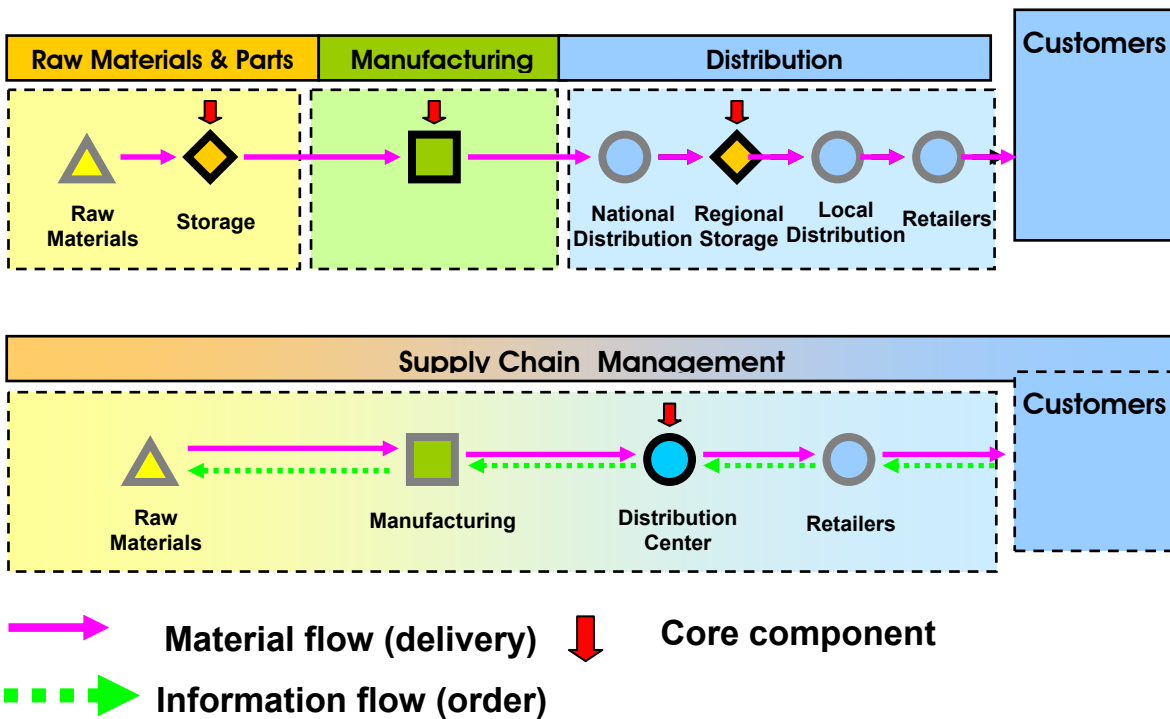 Customers
Raw Materials & Parts
Manufacturing
Distribution
Raw
Materials
Storage
National
Distribution
Regional
Storage
Local
Distribution
Retailers
Supply Chain Management
Customers
Raw
Materials
Manufacturing
Distribution
Center
Retailers
Material flow (delivery)
Core component
Information flow (order)